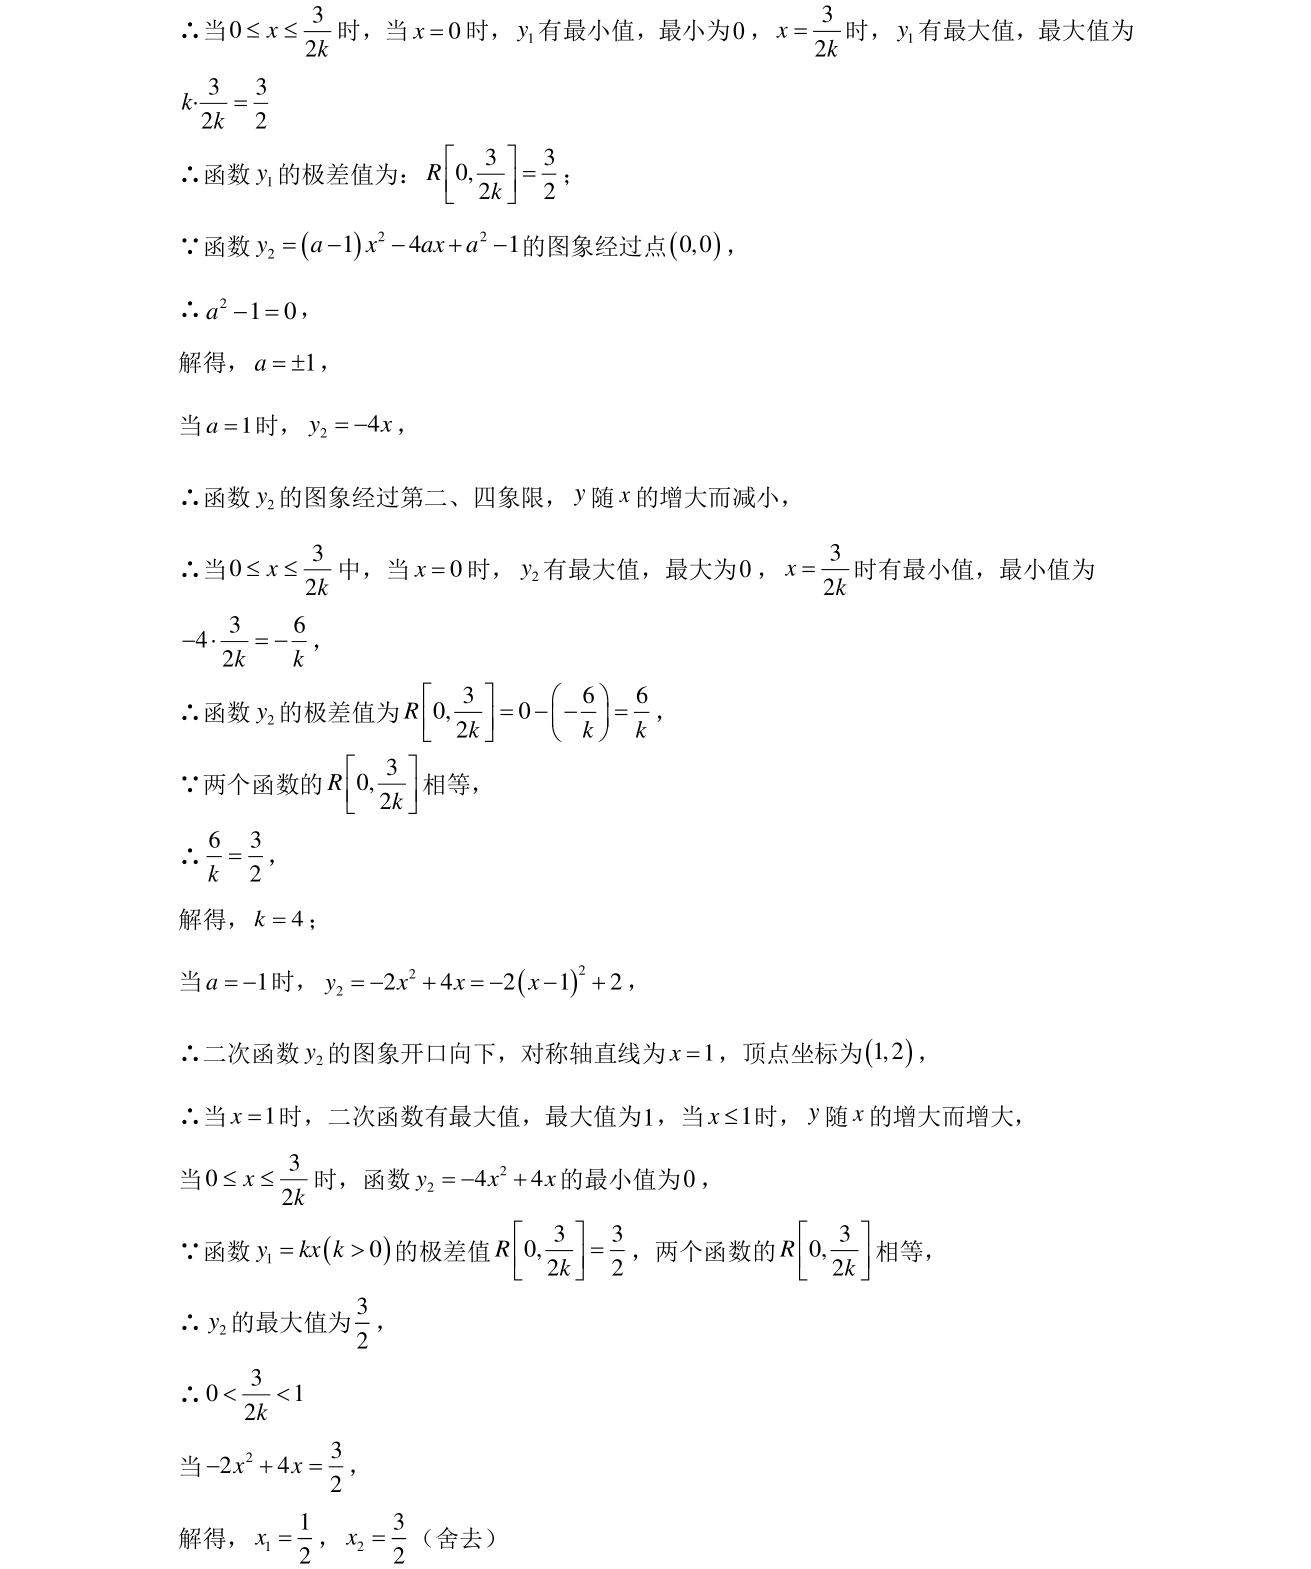 ∴当0≤x≤3/2k时，当x=0时，y₁有最小值，最小为0，x=3/2k时，y₁有最大值，最大值为
k·3/2k=3/2
∴函数y₁的极差值为：R[0,3/2k]=3/2；
∵函数y₂=(a−1)x²−4ax+a²−1的图象经过点(0,0)，
∴a²−1=0，
解得，a=±1，
当a=1时，y₂=−4x，
∴函数y₂的图象经过第二、四象限，y随x的增大而减小，
∴当0≤x≤3/2k中，当x=0时，y₂有最大值，最大为0，x=3/2k时有最小值，最小值为
−4·3/2k=−6/k，
∴函数y₂的极差值为R[0,3/2k]=0−(−6/k)=6/k，
∵两个函数的R[0,3/2k]相等，
∴6/k=3/2，
解得，k=4；
当a=−1时，y₂=−2x²+4x=−2(x−1)²+2，
∴二次函数y₂的图象开口向下，对称轴直线为x=1，顶点坐标为(1,2)，
∴当x=1时，二次函数有最大值，最大值为1，当x≤1时，y随x的增大而增大，
当0≤x≤3/2k时，函数y₂=−4x²+4x的最小值为0，
∵函数y₁=kx(k>0)的极差值R[0,3/2k]=3/2，两个函数的R[0,3/2k]相等，
∴y₂的最大值为3/2，
∴0<3/2k<1
当−2x²+4x=3/2，
解得，x₁=1/2，x₂=3/2（舍去）